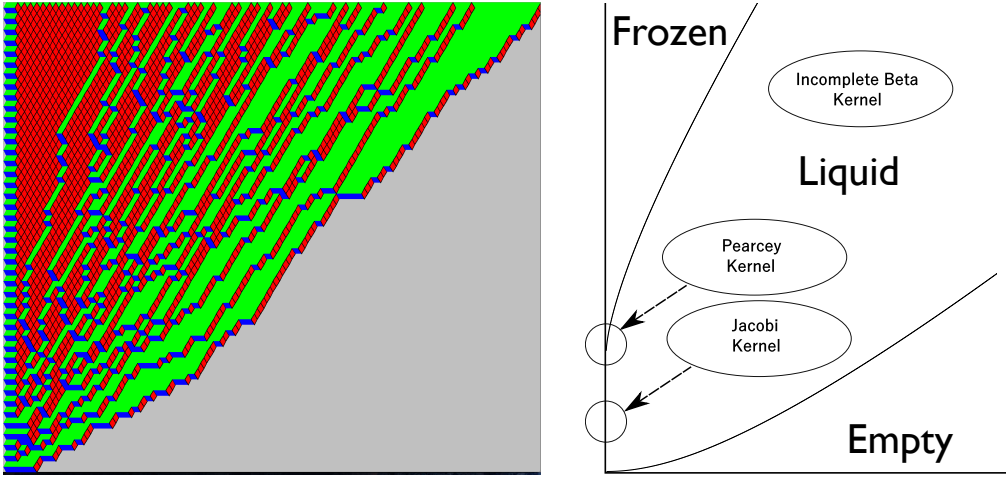 Frozen
Incomplete Beta
Kernel
Liquid
Pearcey
Kernel
Jacobi
Kernel
Empty